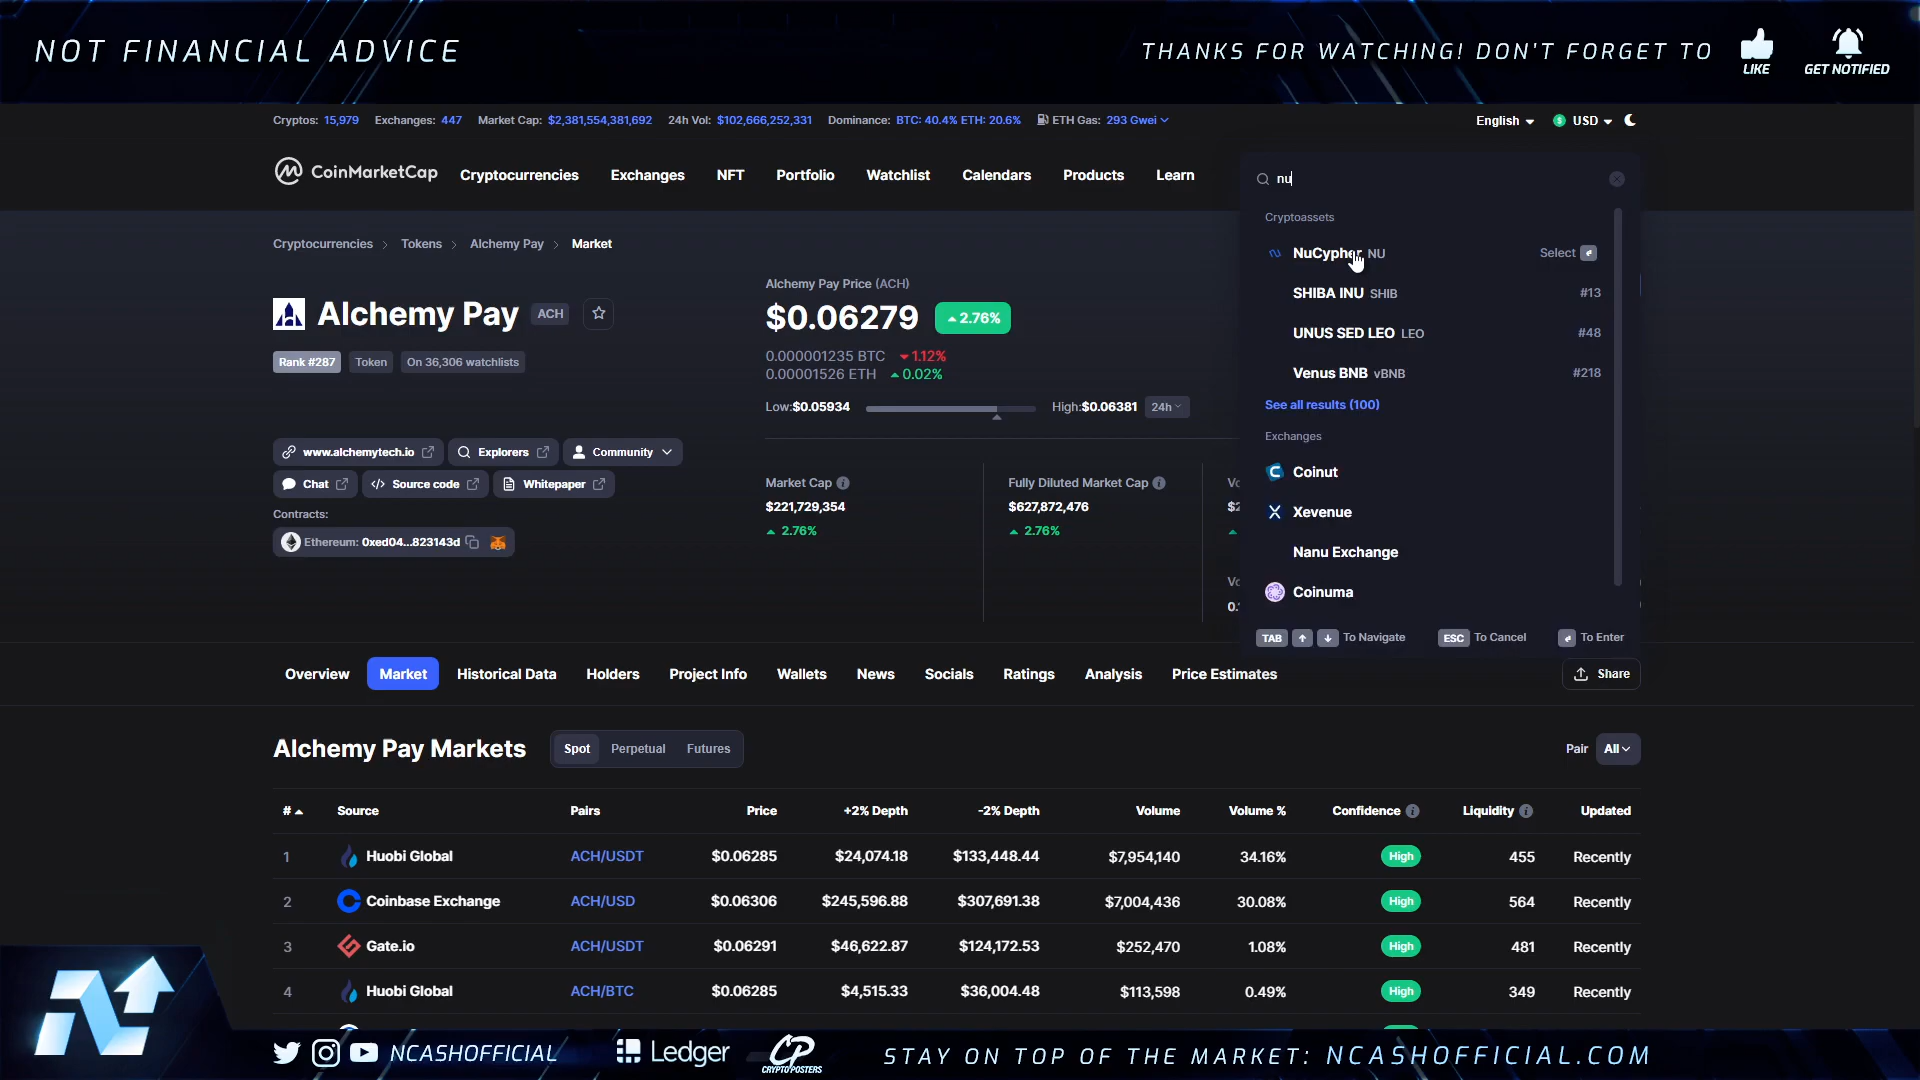 NOT FINANCIAL ADVICE
THANKS FOR WATCHING! DON'T FORGET TO
LIKE
GET NOTIFIED
Cryptos: 15,979 Exchanges: 447 Market Cap: $2,381,554,381,692 24h Vol: $102,666,252,331 Dominance: BTC: 40.4% ETH: 20.6% ETH Gas: 293 Gwei
English USD
CoinMarketCap Cryptocurrencies Exchanges NFT Portfolio Watchlist Calendars Products Learn
nu
Cryptoassets
NuCypher NU Select
SHIBA INU SHIB #13
UNUS SED LEO LEO #48
Venus BNB vBNB #218
See all results (100)
Exchanges
Coinut
Xevenue
Nanu Exchange
Coinuma
TAB To Navigate ESC To Cancel To Enter
Cryptocurrencies Tokens Alchemy Pay Market
Alchemy Pay ACH
Rank #287 Token On 36,306 watchlists
www.alchemytech.io Explorers Community
Chat Source code Whitepaper
Contracts:
Ethereum: 0xed04...823143d
Alchemy Pay Price (ACH)
$0.06279 2.76%
0.000001235 BTC 1.12%
0.00001526 ETH 0.02%
Low:$0.05934 High:$0.06381 24h
Market Cap
$221,729,354
2.76%
Fully Diluted Market Cap
$627,872,476
2.76%
Overview Market Historical Data Holders Project Info Wallets News Socials Ratings Analysis Price Estimates Share
Alchemy Pay Markets Spot Perpetual Futures Pair All
# Source Pairs Price +2% Depth -2% Depth Volume Volume % Confidence Liquidity Updated
1 Huobi Global ACH/USDT $0.06285 $24,074.18 $133,448.44 $7,954,140 34.16% High 455 Recently
2 Coinbase Exchange ACH/USD $0.06306 $245,596.88 $307,691.38 $7,004,436 30.08% High 564 Recently
3 Gate.io ACH/USDT $0.06291 $46,622.87 $124,172.53 $252,470 1.08% High 481 Recently
4 Huobi Global ACH/BTC $0.06285 $4,515.33 $36,004.48 $113,598 0.49% High 349 Recently
NCASHOFFICIAL Ledger CP CRYPTO POSTERS STAY ON TOP OF THE MARKET: NCASHOFFICIAL.COM